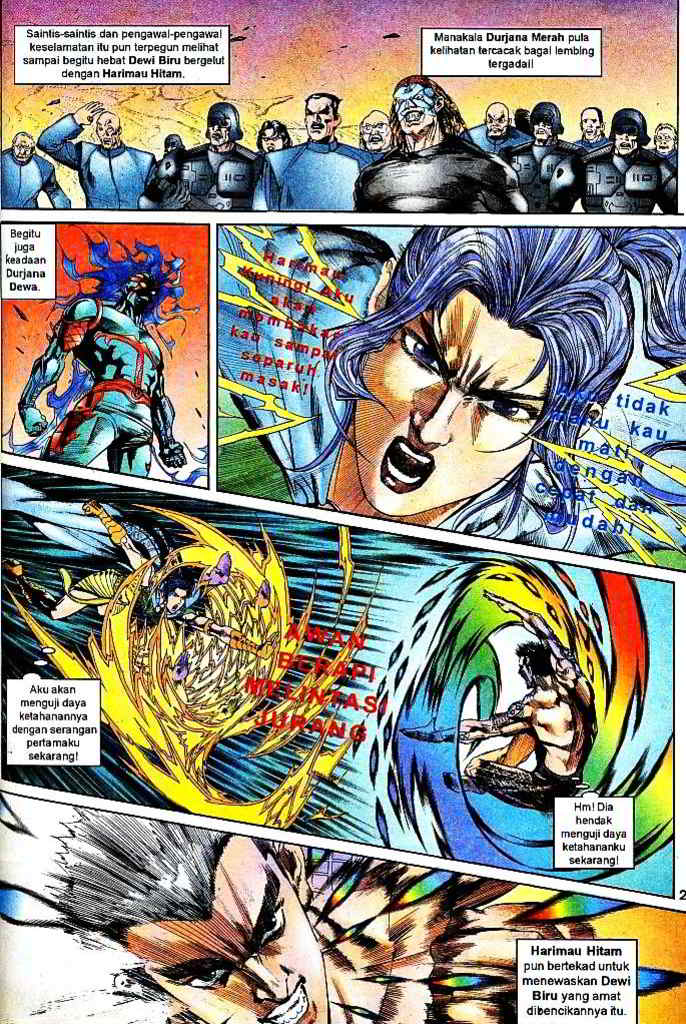 Saintis-saintis dan pengawal-pengawal
keselamatan itu pun terpegun melihat
sampai begitu hebat Dewi Biru bergelut
dengan Harimau Hitam.
Manakala Durjana Merah pula
kelihatan tercacak bagai lembing
tergadai!
Begitu
juga
keadaan
Durjana
Dewa.
Harimau
Kuning! Aku
akan
membakar
kau sampai
separuh
masak!
Aku tidak
mahu kau
mati
dengan
cepat dan
mudah!
AWAN
BERAPI
MELINTASI
JURANG
Aku akan
menguji daya
ketahanannya
dengan serangan
pertamaku
sekarang!
Hm! Dia
hendak
menguji daya
ketahananku
sekarang!
2
Harimau Hitam
pun bertekad untuk
menewaskan Dewi
Biru yang amat
dibencikannya itu.